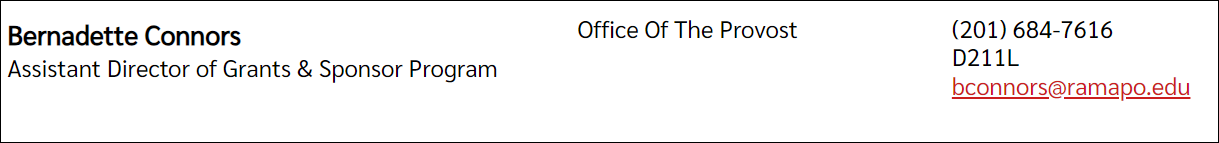 Bernadette Connors
Assistant Director of Grants & Sponsor Program
Office Of The Provost
(201) 684-7616
D211L
bconnors@ramapo.edu